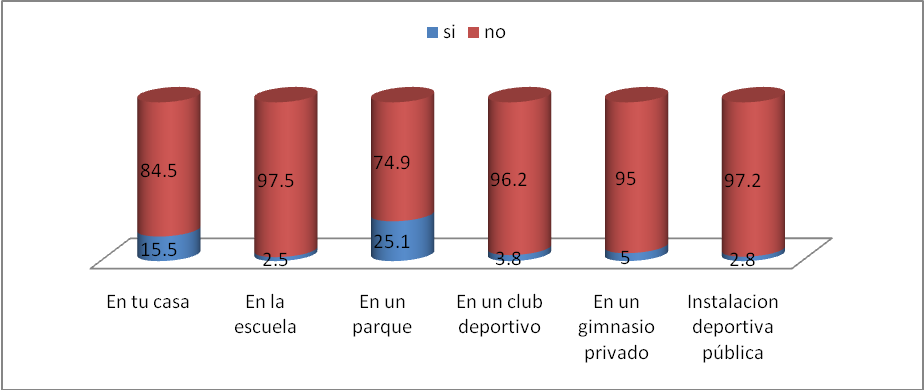 si no
84.5 97.5 74.9 96.2 95 97.2
15.5 2.5 25.1 3.8 5 2.8
En tu casa
En la
escuela
En un
parque
En un club
deportivo
En un
gimnasio
privado
Instalacion
deportiva
pública